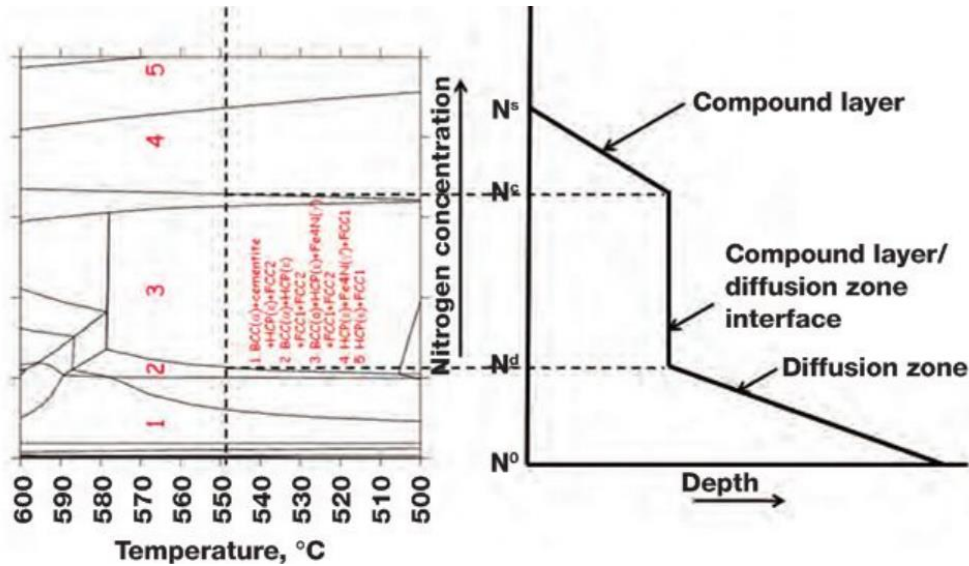 5
4
3
2
1
1 BCC(α)+cementite
+HCP(ε)+FCC2
2 BCC(α)+HCP(ε)
+FCC1+FCC2
3 BCC(α)+HCP(ε)+Fe4N(γ')
+FCC1+FCC2
4 HCP(ε)+Fe4N(γ')+FCC1
5 HCP(ε)+FCC1
600 590 580 570 560 550 540 530 520 510 500
Temperature, °C
Nitrogen concentration
Nˢ
Nᶜ
Nᵈ
Nº
Compound layer
Compound layer/
diffusion zone
interface
Diffusion zone
Depth